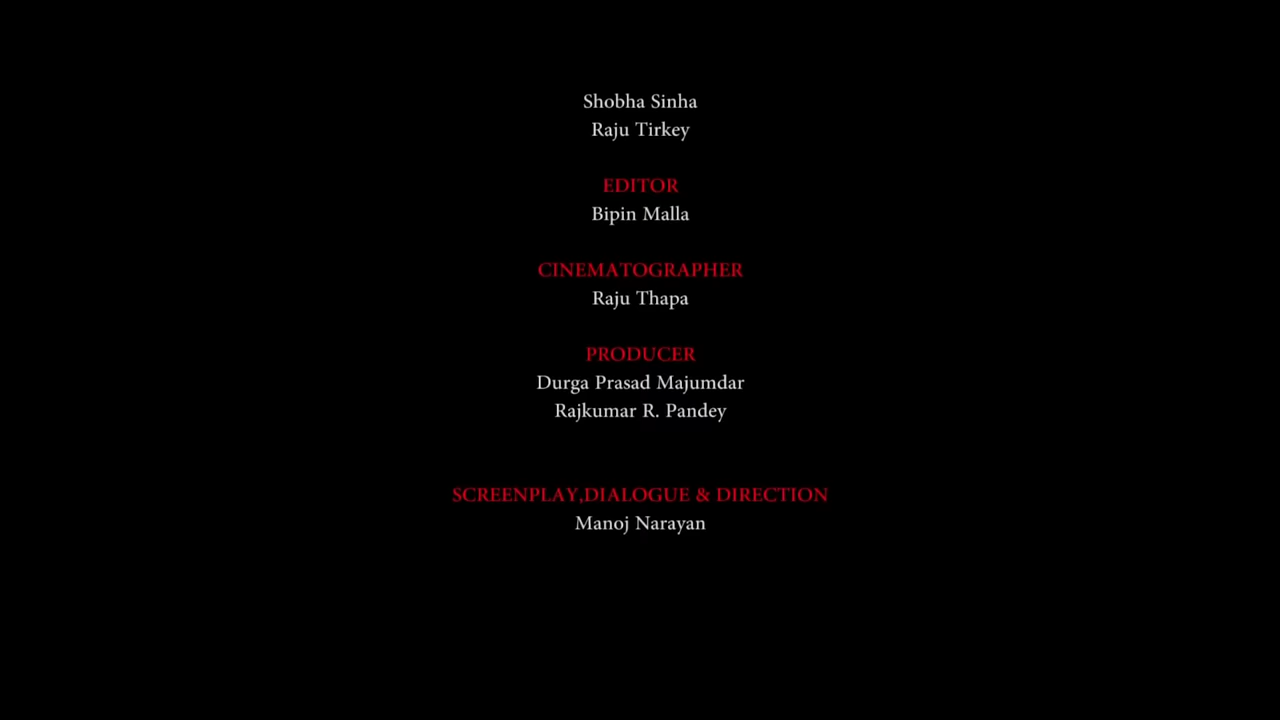 Shobha Sinha
Raju Tirkey
EDITOR
Bipin Malla
CINEMATOGRAPHER
Raju Thapa
PRODUCER
Durga Prasad Majumdar
Rajkumar R. Pandey
SCREENPLAY,DIALOGUE & DIRECTION
Manoj Narayan